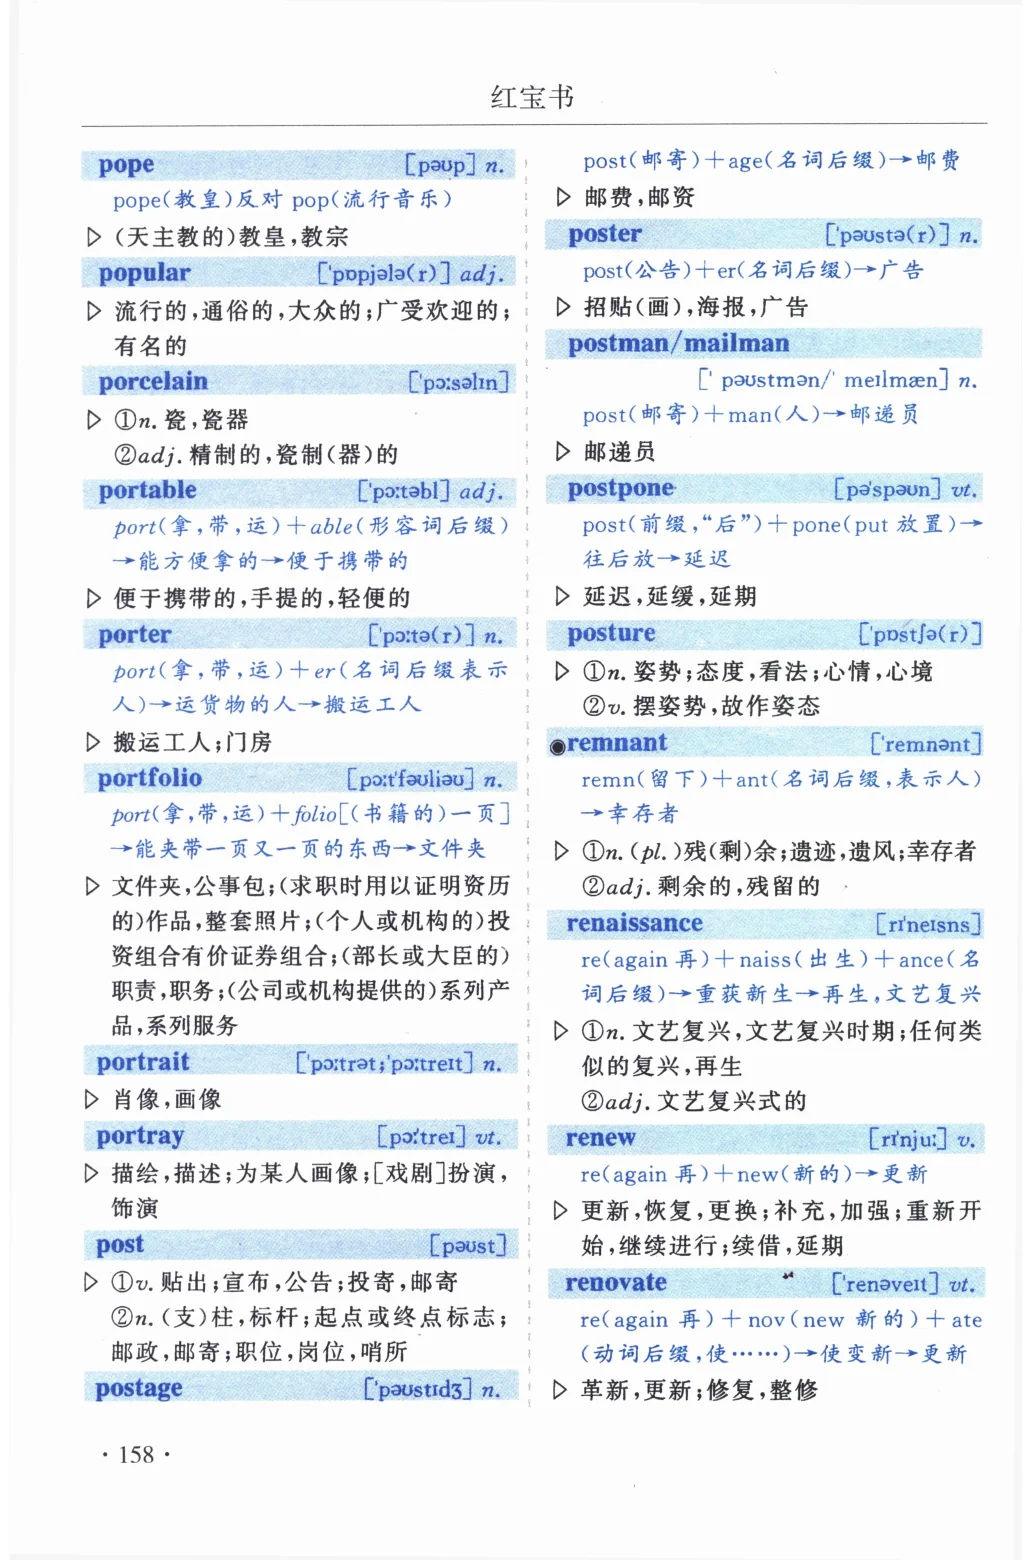 红宝书
pope [pəʊp] n.
pope(教皇)反对 pop(流行音乐)
▷ (天主教的)教皇,教宗
popular ['pɒpjələ(r)] adj.
▷ 流行的,通俗的,大众的;广受欢迎的;
有名的
porcelain ['pɔːsəlɪn]
▷ ①n. 瓷,瓷器
②adj. 精制的,瓷制(器)的
portable ['pɔːtəbl] adj.
port(拿,带,运)+able(形容词后缀)
→能方便拿的→便于携带的
▷ 便于携带的,手提的,轻便的
porter ['pɔːtə(r)] n.
port(拿,带,运)+er(名词后缀表示
人)→运货物的人→搬运工人
▷ 搬运工人;门房
portfolio [pɔːt'fəʊliəʊ] n.
port(拿,带,运)+folio[(书籍的)一页]
→能夹带一页又一页的东西→文件夹
▷ 文件夹,公事包;(求职时用以证明资历
的)作品,整套照片;(个人或机构的)投
资组合有价证券组合;(部长或大臣的)
职责,职务;(公司或机构提供的)系列产
品,系列服务
portrait ['pɔːtrət;'pɔːtreɪt] n.
▷ 肖像,画像
portray [pɔː'treɪ] vt.
▷ 描绘,描述;为某人画像;[戏剧]扮演,
饰演
post [pəʊst]
▷ ①v. 贴出;宣布,公告;投寄,邮寄
②n. (支)柱,标杆;起点或终点标志;
邮政,邮寄;职位,岗位,哨所
postage ['pəʊstɪdʒ] n.
post(邮寄)+age(名词后缀)→邮费
▷ 邮费,邮资
poster ['pəʊstə(r)] n.
post(公告)+er(名词后缀)→广告
▷ 招贴(画),海报,广告
postman/mailman
[' pəʊstmən/' meɪlmæn] n.
post(邮寄)+man(人)→邮递员
▷ 邮递员
postpone [pə'spəʊn] vt.
post(前缀,“后”)+pone(put 放置)→
往后放→延迟
▷ 延迟,延缓,延期
posture ['pɒstʃə(r)]
▷ ①n. 姿势;态度,看法;心情,心境
②v. 摆姿势,故作姿态
●remnant ['remnənt]
remn(留下)+ant(名词后缀,表示人)
→幸存者
▷ ①n. (pl.)残(剩)余;遗迹,遗风;幸存者
②adj. 剩余的,残留的
renaissance [rɪ'neɪsns]
re(again 再)+naiss(出生)+ance(名
词后缀)→重获新生→再生,文艺复兴
▷ ①n. 文艺复兴,文艺复兴时期;任何类
似的复兴,再生
②adj. 文艺复兴式的
renew [rɪ'njuː] v.
re(again 再)+new(新的)→更新
▷ 更新,恢复,更换;补充,加强;重新开
始,继续进行;续借,延期
renovate ['renəveɪt] vt.
re(again 再)+nov(new 新的)+ate
(动词后缀,使……)→使变新→更新
▷ 革新,更新;修复,整修
· 158 ·